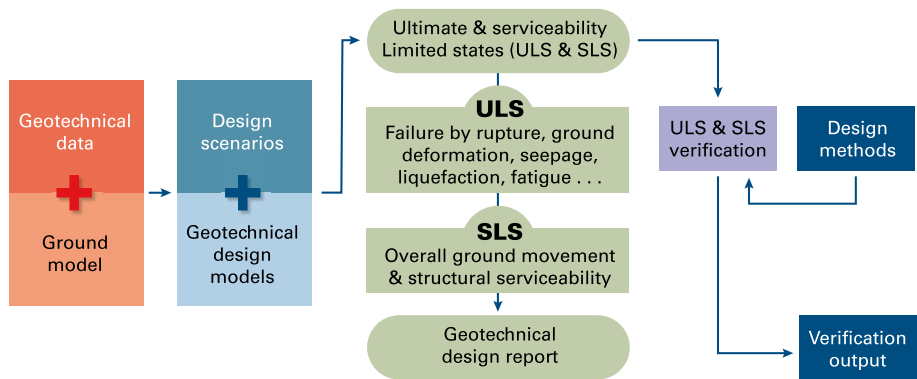 Geotechnical
data
Ground
model
Design
scenarios
Geotechnical
design
models
Ultimate & serviceability
Limited states (ULS & SLS)
ULS
Failure by rupture, ground
deformation, seepage,
liquefaction, fatigue . . .
SLS
Overall ground movement
& structural serviceability
Geotechnical
design report
ULS & SLS
verification
Design
methods
Verification
output